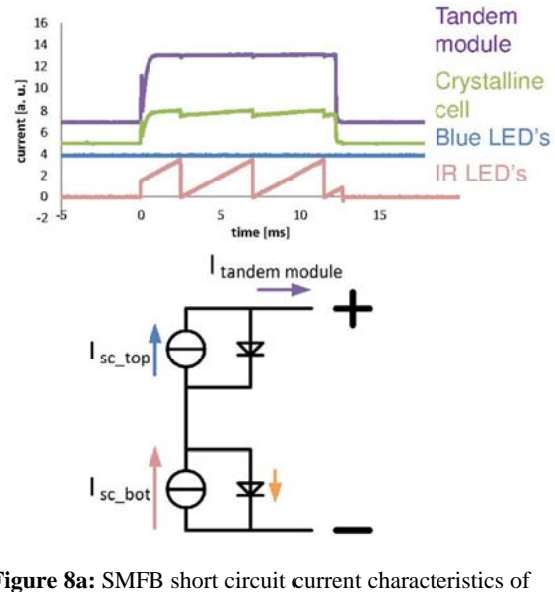 16
14
12
10
8
6
4
2
0
-2
current [a. u.]
-5 0 5 10 15
time [ms]
Tandem
module
Crystalline
cell
Blue LED's
IR LED's
I tandem module
+
I sc_top
I sc_bot
−
Figure 8a: SMFB short circuit current characteristics of